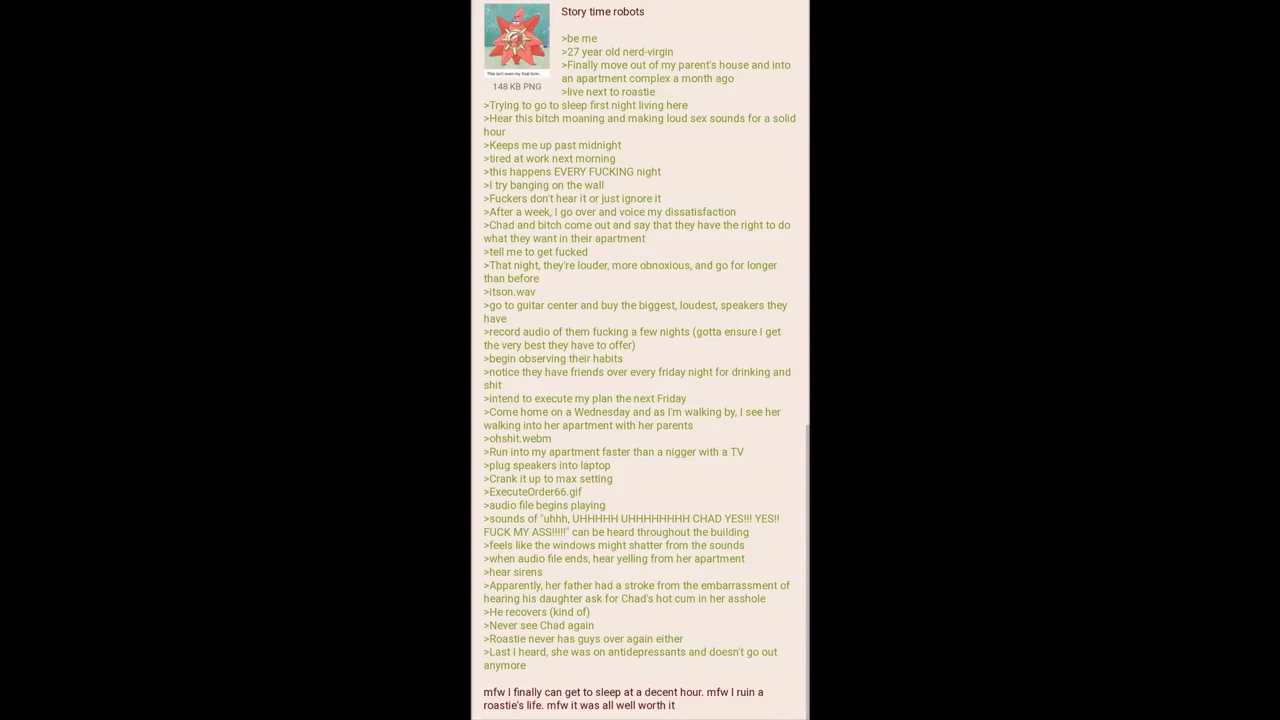 Story time robots
>be me
>27 year old nerd-virgin
>Finally move out of my parent's house and into
an apartment complex a month ago
>live next to roastie
This isn't even my final form.
148 KB PNG
>Trying to go to sleep first night living here
>Hear this bitch moaning and making loud sex sounds for a solid
hour
>Keeps me up past midnight
>tired at work next morning
>this happens EVERY FUCKING night
>I try banging on the wall
>Fuckers don't hear it or just ignore it
>After a week, I go over and voice my dissatisfaction
>Chad and bitch come out and say that they have the right to do
what they want in their apartment
>tell me to get fucked
>That night, they're louder, more obnoxious, and go for longer
than before
>itson.wav
>go to guitar center and buy the biggest, loudest, speakers they
have
>record audio of them fucking a few nights (gotta ensure I get
the very best they have to offer)
>begin observing their habits
>notice they have friends over every friday night for drinking and
shit
>intend to execute my plan the next Friday
>Come home on a Wednesday and as I'm walking by, I see her
walking into her apartment with her parents
>ohshit.webm
>Run into my apartment faster than a nigger with a TV
>plug speakers into laptop
>Crank it up to max setting
>ExecuteOrder66.gif
>audio file begins playing
>sounds of "uhhh, UHHHHH UHHHHHHHH CHAD YES!!! YES!!
FUCK MY ASS!!!!!" can be heard throughout the building
>feels like the windows might shatter from the sounds
>when audio file ends, hear yelling from her apartment
>hear sirens
>Apparently, her father had a stroke from the embarrassment of
hearing his daughter ask for Chad's hot cum in her asshole
>He recovers (kind of)
>Never see Chad again
>Roastie never has guys over again either
>Last I heard, she was on antidepressants and doesn't go out
anymore
mfw I finally can get to sleep at a decent hour. mfw I ruin a
roastie's life. mfw it was all well worth it